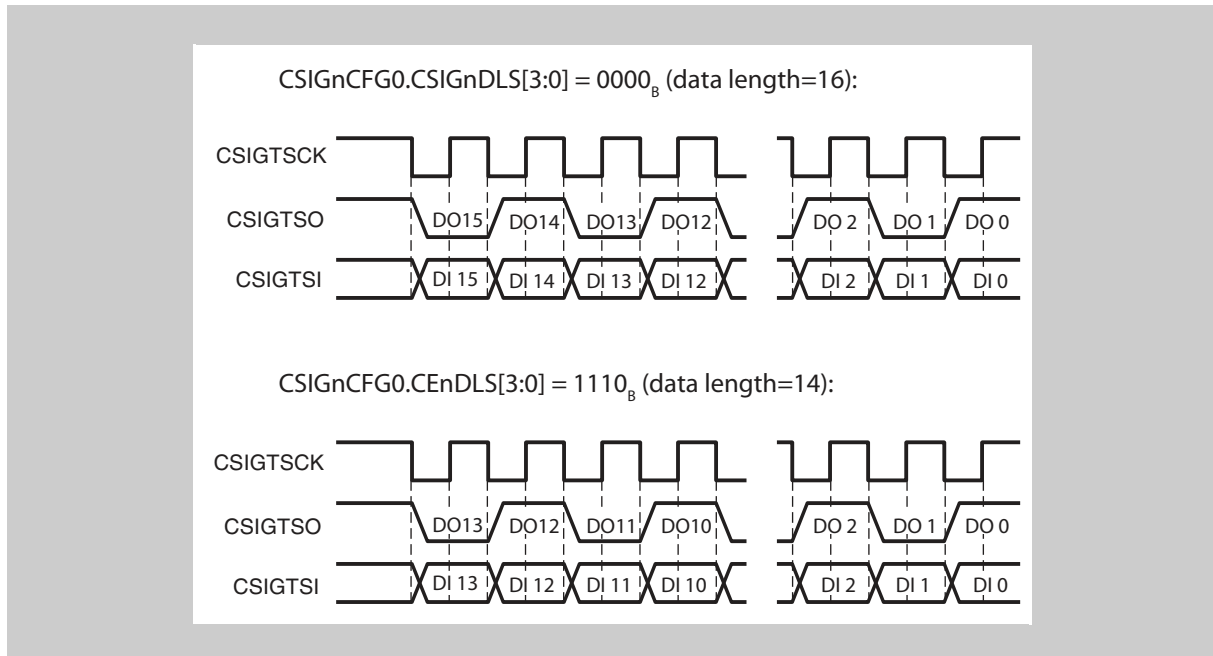 CSIGnCFG0.CSIGnDLS[3:0] = 0000B (data length=16):
CSIGTSCK
CSIGTSO DO15 DO14 DO13 DO12 DO 2 DO 1 DO 0
CSIGTSI DI 15 DI 14 DI 13 DI 12 DI 2 DI 1 DI 0
CSIGnCFG0.CEnDLS[3:0] = 1110B (data length=14):
CSIGTSCK
CSIGTSO DO13 DO12 DO11 DO10 DO 2 DO 1 DO 0
CSIGTSI DI 13 DI 12 DI 11 DI 10 DI 2 DI 1 DI 0